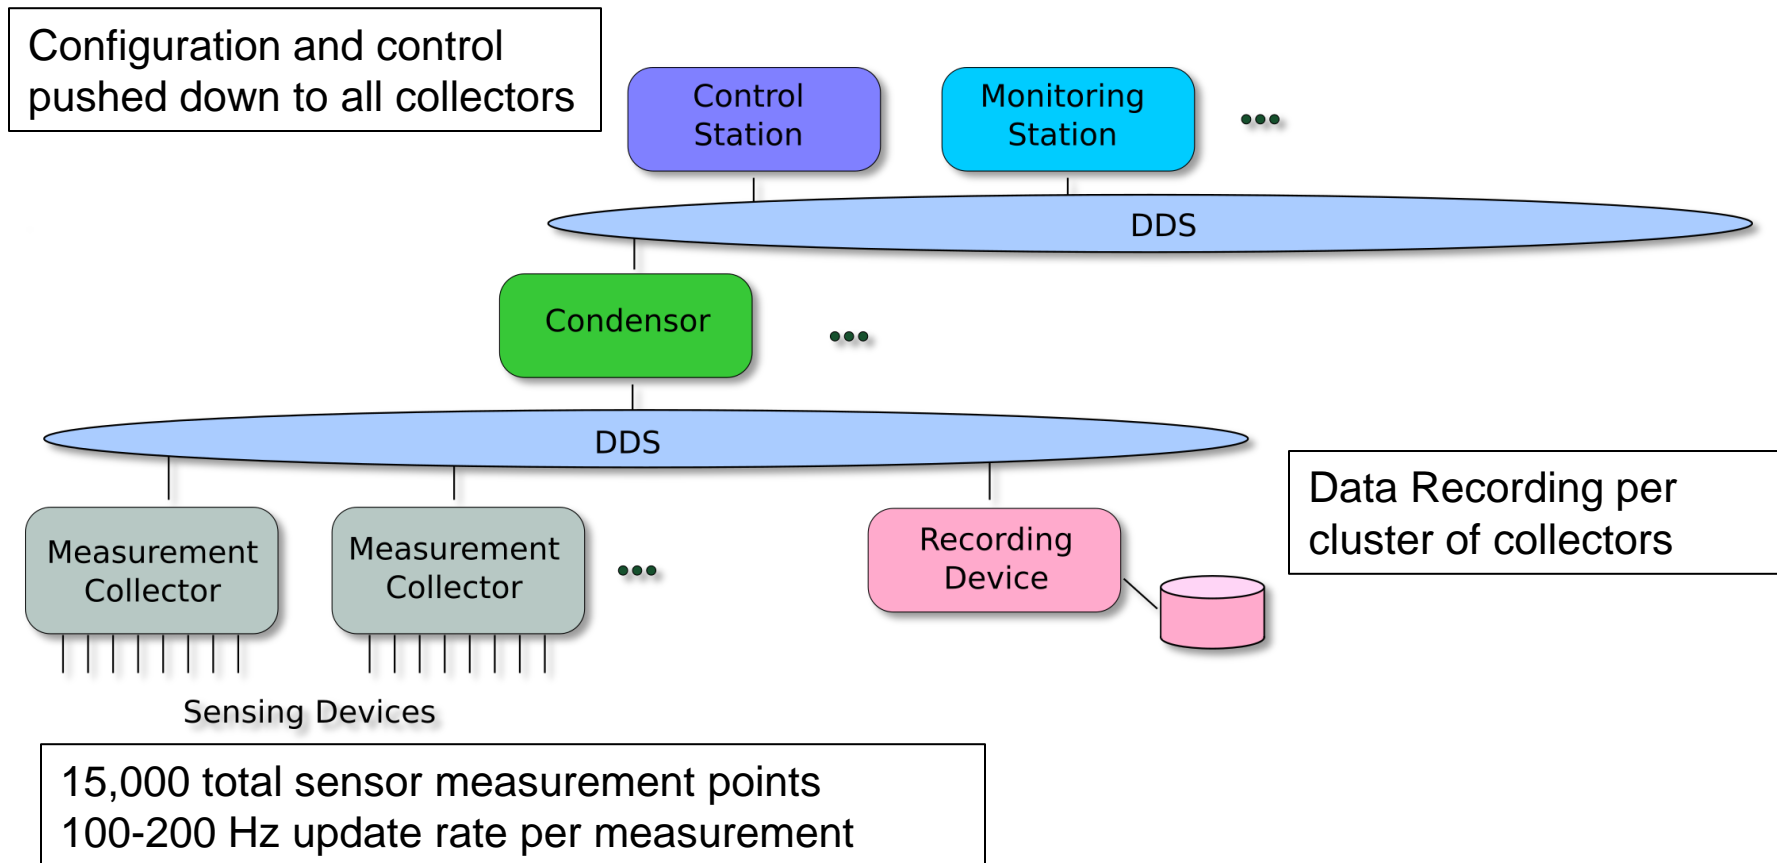 Configuration and control
pushed down to all collectors
Control
Station
Monitoring
Station
DDS
Condensor
DDS
Measurement
Collector
Measurement
Collector
Recording
Device
Data Recording per
cluster of collectors
Sensing Devices
15,000 total sensor measurement points
100-200 Hz update rate per measurement